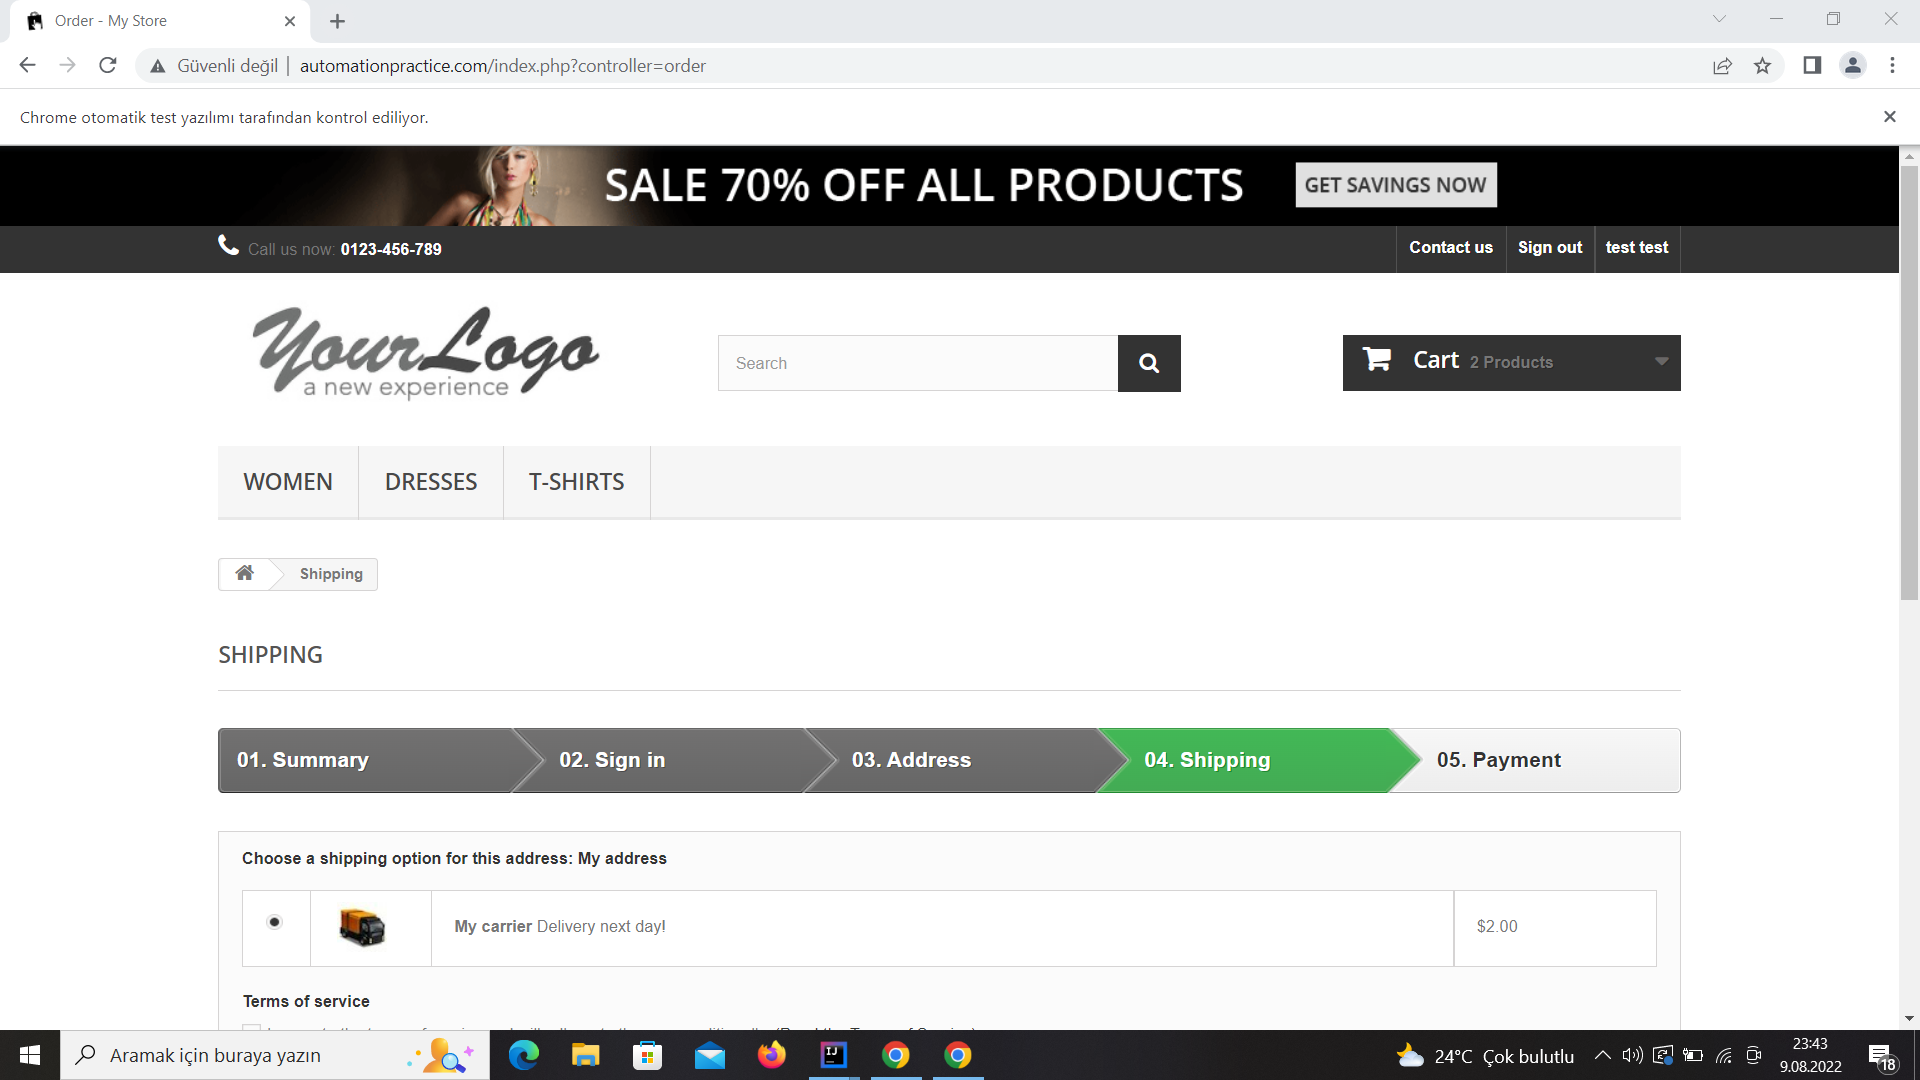 Order - My Store
Güvenli değil | automationpractice.com/index.php?controller=order
Chrome otomatik test yazılımı tarafından kontrol ediliyor.
SALE 70% OFF ALL PRODUCTS GET SAVINGS NOW
Call us now: 0123-456-789 Contact us Sign out test test
Your Logo
a new experience
Search
Cart 2 Products
WOMEN DRESSES T-SHIRTS
Shipping
SHIPPING
01. Summary 02. Sign in 03. Address 04. Shipping 05. Payment
Choose a shipping option for this address: My address
My carrier Delivery next day! $2.00
Terms of service
Aramak için buraya yazın
IJ
24°C Çok bulutlu
23:43
9.08.2022
18